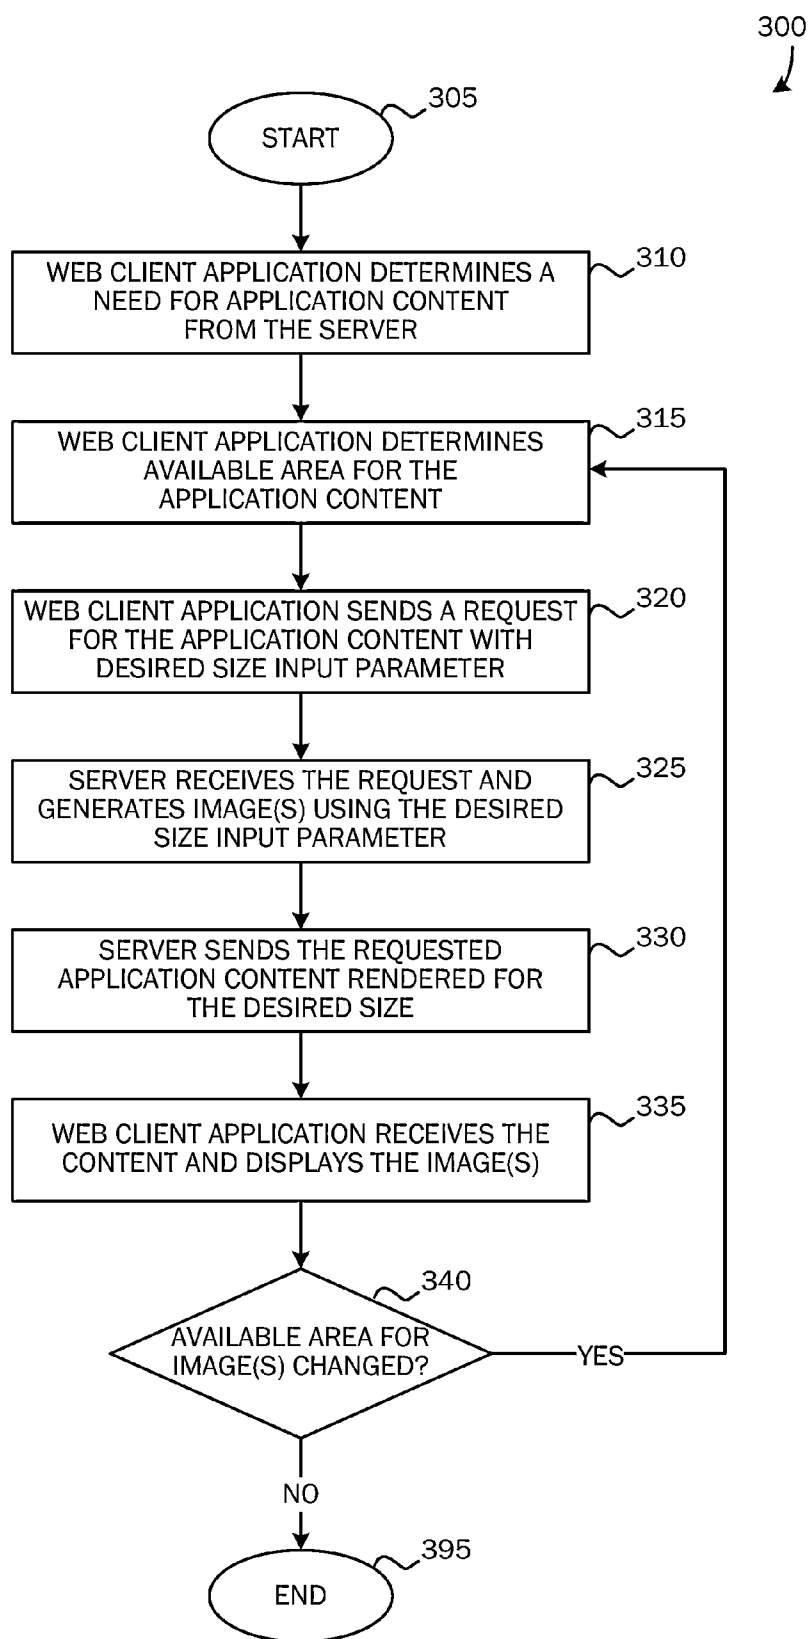 300
305
START
310
WEB CLIENT APPLICATION DETERMINES A
NEED FOR APPLICATION CONTENT
FROM THE SERVER
315
WEB CLIENT APPLICATION DETERMINES
AVAILABLE AREA FOR THE
APPLICATION CONTENT
320
WEB CLIENT APPLICATION SENDS A REQUEST
FOR THE APPLICATION CONTENT WITH
DESIRED SIZE INPUT PARAMETER
325
SERVER RECEIVES THE REQUEST AND
GENERATES IMAGE(S) USING THE DESIRED
SIZE INPUT PARAMETER
330
SERVER SENDS THE REQUESTED
APPLICATION CONTENT RENDERED FOR
THE DESIRED SIZE
335
WEB CLIENT APPLICATION RECEIVES THE
CONTENT AND DISPLAYS THE IMAGE(S)
340
AVAILABLE AREA FOR
IMAGE(S) CHANGED?
YES
NO
395
END